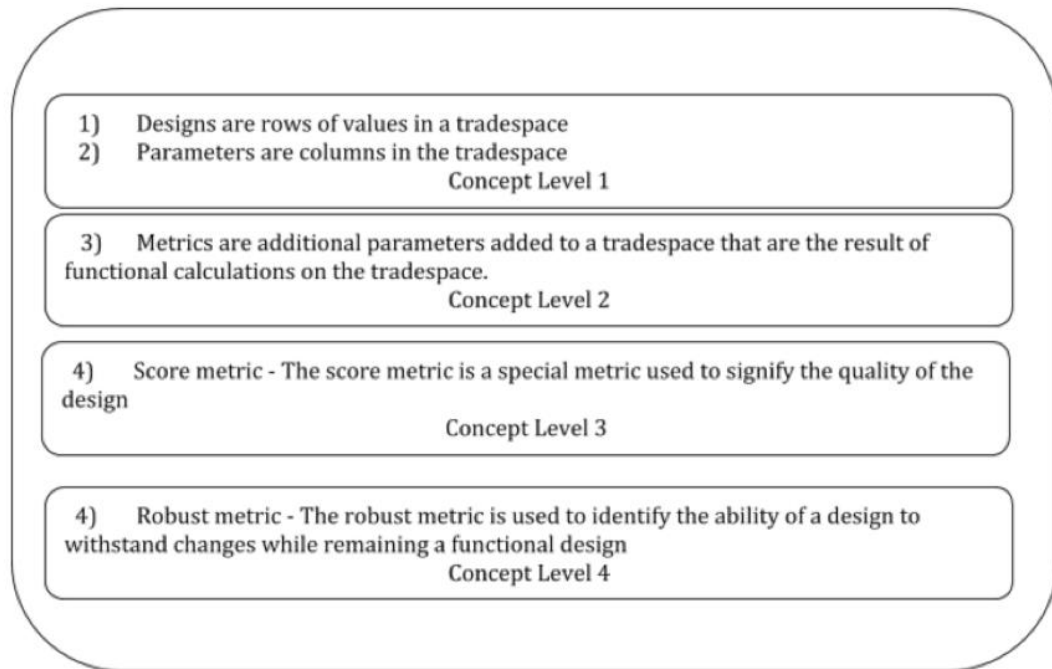 1) Designs are rows of values in a tradespace
2) Parameters are columns in the tradespace
Concept Level 1
3) Metrics are additional parameters added to a tradespace that are the result of
functional calculations on the tradespace.
Concept Level 2
4) Score metric - The score metric is a special metric used to signify the quality of the
design
Concept Level 3
4) Robust metric - The robust metric is used to identify the ability of a design to
withstand changes while remaining a functional design
Concept Level 4